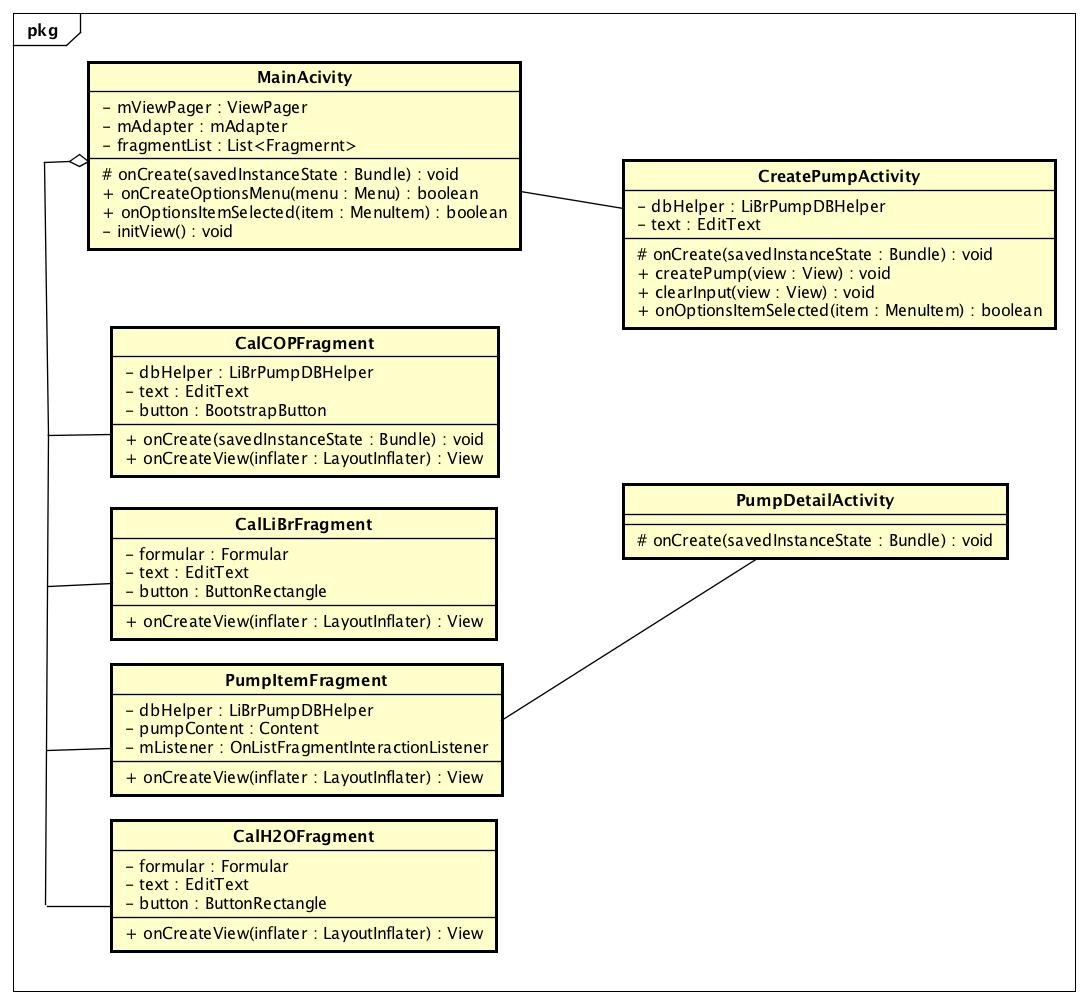 pkg
MainAcivity
- mViewPager : ViewPager
- mAdapter : mAdapter
- fragmentList : List<Fragmernt>
# onCreate(savedInstanceState : Bundle) : void
+ onCreateOptionsMenu(menu : Menu) : boolean
+ onOptionsItemSelected(item : MenuItem) : boolean
- initView() : void
CreatePumpActivity
- dbHelper : LiBrPumpDBHelper
- text : EditText
# onCreate(savedInstanceState : Bundle) : void
+ createPump(view : View) : void
+ clearInput(view : View) : void
+ onOptionsItemSelected(item : MenuItem) : boolean
CalCOPFragment
- dbHelper : LiBrPumpDBHelper
- text : EditText
- button : BootstrapButton
+ onCreate(savedInstanceState : Bundle) : void
+ onCreateView(inflater : LayoutInflater) : View
CalLiBrFragment
- formular : Formular
- text : EditText
- button : ButtonRectangle
+ onCreateView(inflater : LayoutInflater) : View
PumpDetailActivity
# onCreate(savedInstanceState : Bundle) : void
PumpItemFragment
- dbHelper : LiBrPumpDBHelper
- pumpContent : Content
- mListener : OnListFragmentInteractionListener
+ onCreateView(inflater : LayoutInflater) : View
CalH2OFragment
- formular : Formular
- text : EditText
- button : ButtonRectangle
+ onCreateView(inflater : LayoutInflater) : View